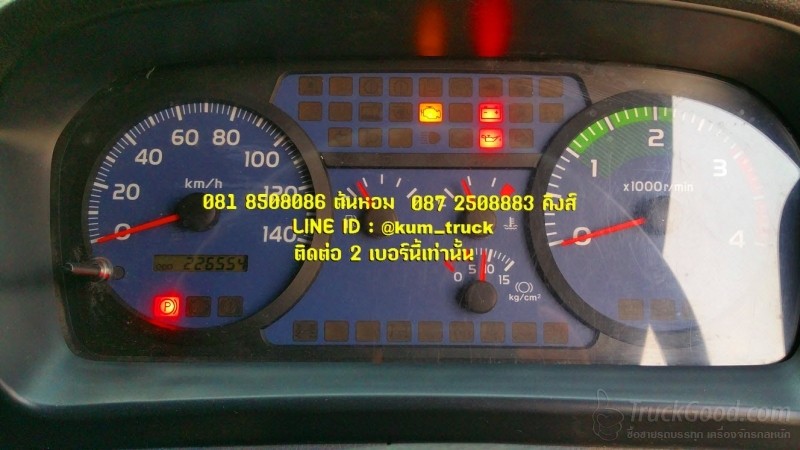 20 40 60 80 100 120 140
km/h
ODO 226554
P
0 1 2 3 4
x1000r/min
0 5 10 15
kg/cm²
081 8508086 ต้นหอม 087 2508883 คิงส์
LINE ID : @kum_truck
ติดต่อ 2 เบอร์นี้เท่านั้น
TruckGood.com
ซื้อขายรถบรรทุก เครื่องจักรกลหนัก